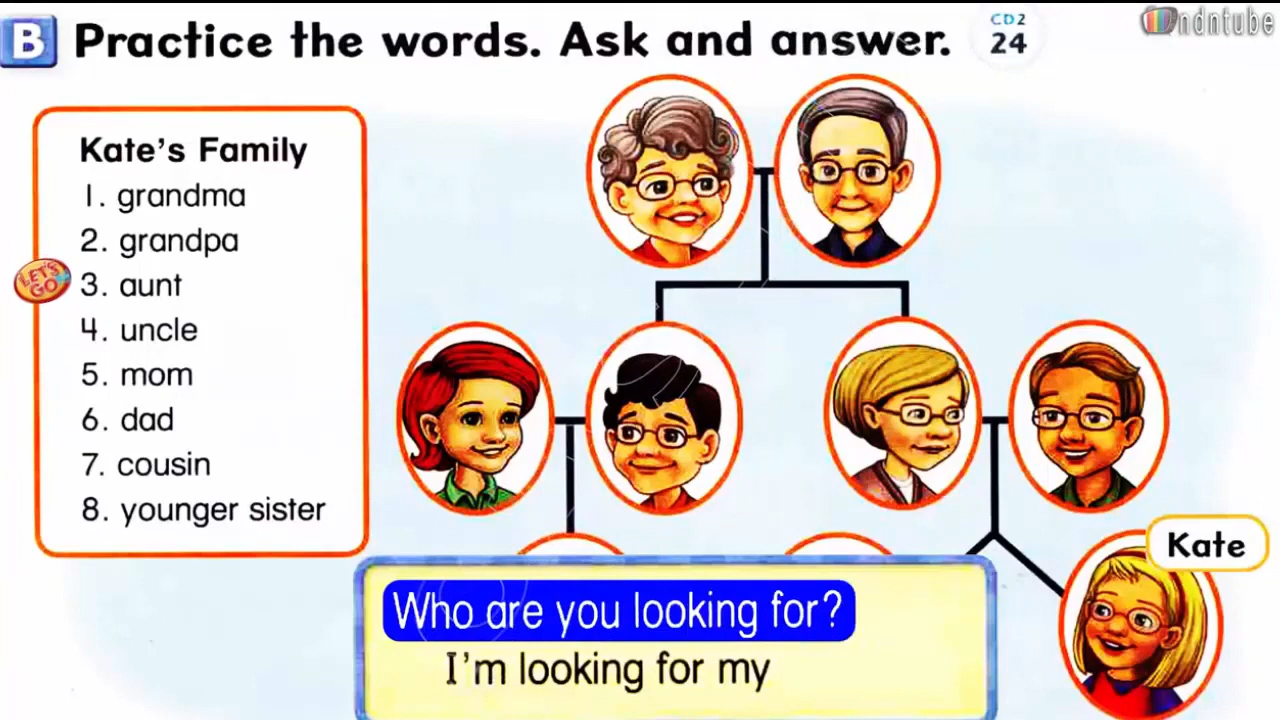 B Practice the words. Ask and answer. CD2 24
ndntube
Kate's Family
1. grandma
2. grandpa
3. aunt
4. uncle
5. mom
6. dad
7. cousin
8. younger sister
LET'S GO
Kate
Who are you looking for?
I'm looking for my